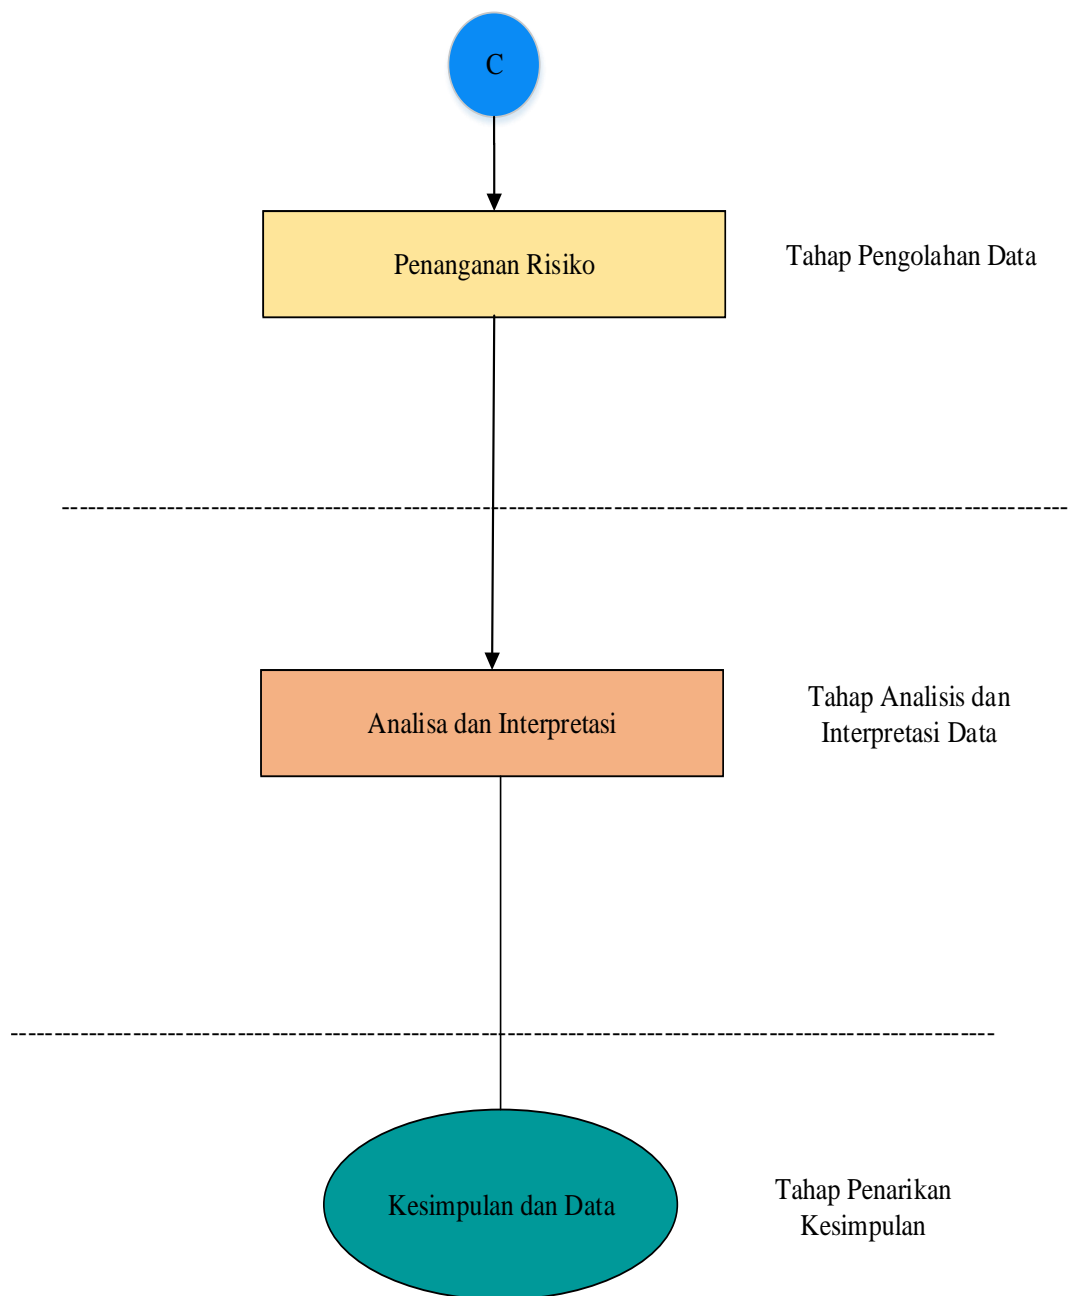 C
Penanganan Risiko
Tahap Pengolahan Data
Analisa dan Interpretasi
Tahap Analisis dan
Interpretasi Data
Kesimpulan dan Data
Tahap Penarikan
Kesimpulan